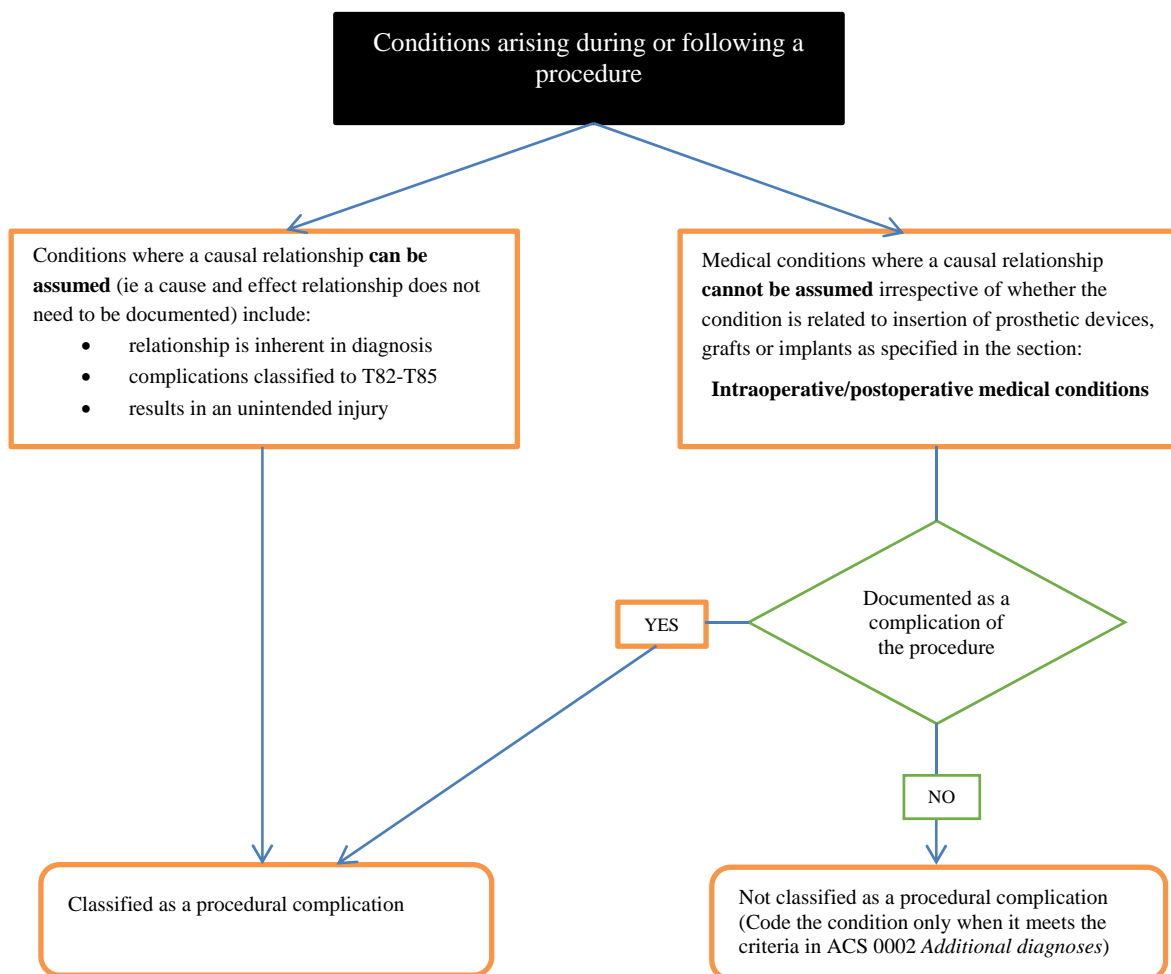 Conditions arising during or following a
procedure
Conditions where a causal relationship can be
assumed (ie a cause and effect relationship does not
need to be documented) include:
• relationship is inherent in diagnosis
• complications classified to T82-T85
• results in an unintended injury
Medical conditions where a causal relationship
cannot be assumed irrespective of whether the
condition is related to insertion of prosthetic devices,
grafts or implants as specified in the section:
Intraoperative/postoperative medical conditions
Documented as a
complication of
the procedure
YES
NO
Classified as a procedural complication
Not classified as a procedural complication
(Code the condition only when it meets the
criteria in ACS 0002 Additional diagnoses)